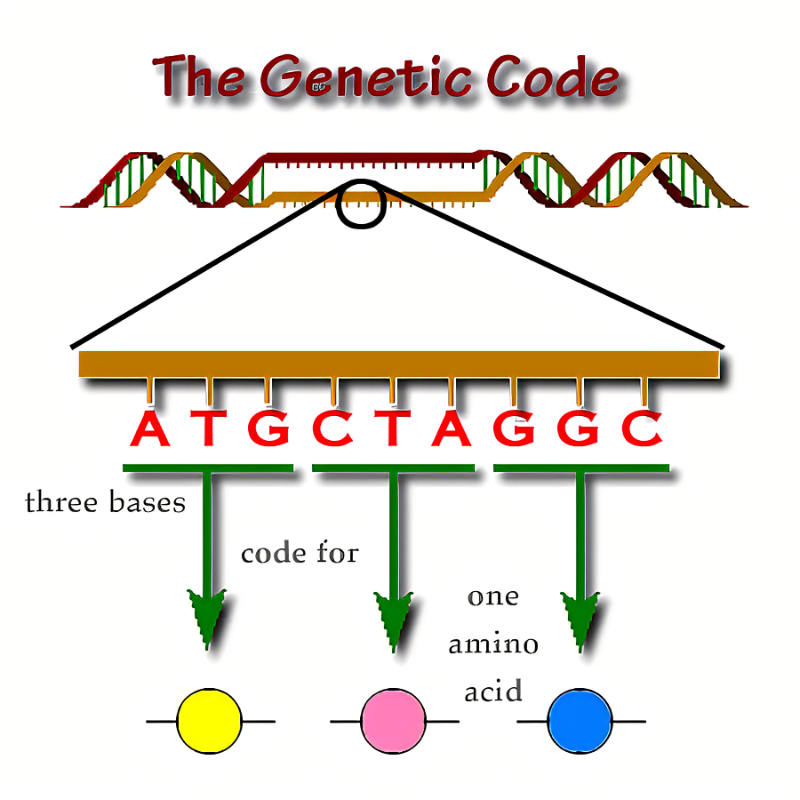 The Genetic Code
A T G C T A G G C
three bases
code for
one
amino
acid